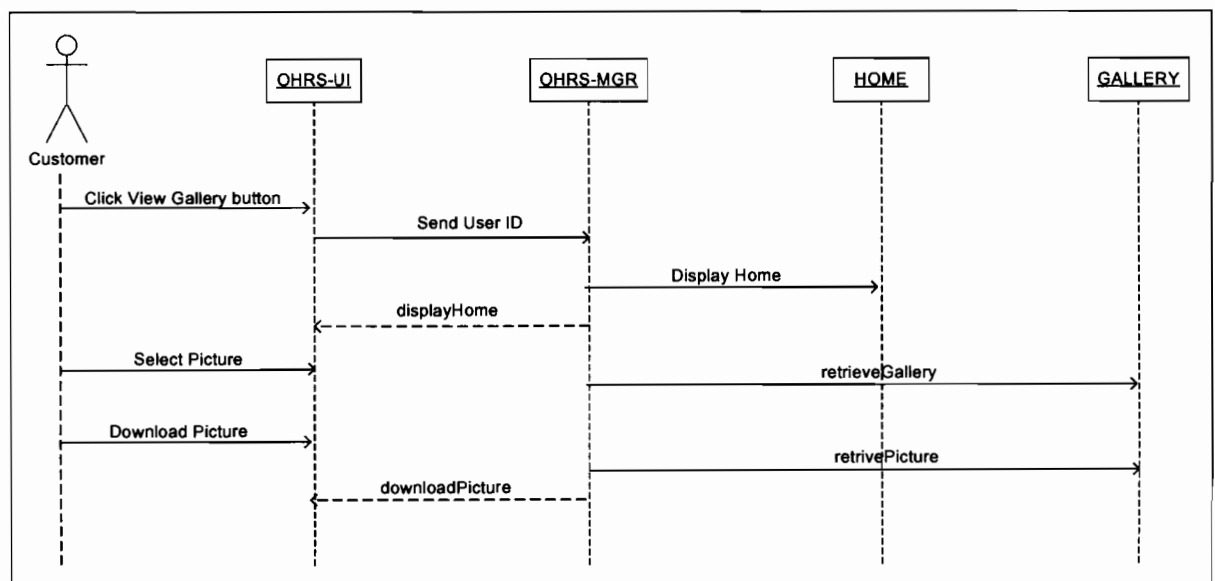 OHRS-UI
OHRS-MGR
HOME
GALLERY
Customer
Click View Gallery button
Send User ID
Display Home
displayHome
Select Picture
retrieveGallery
Download Picture
retrivePicture
downloadPicture